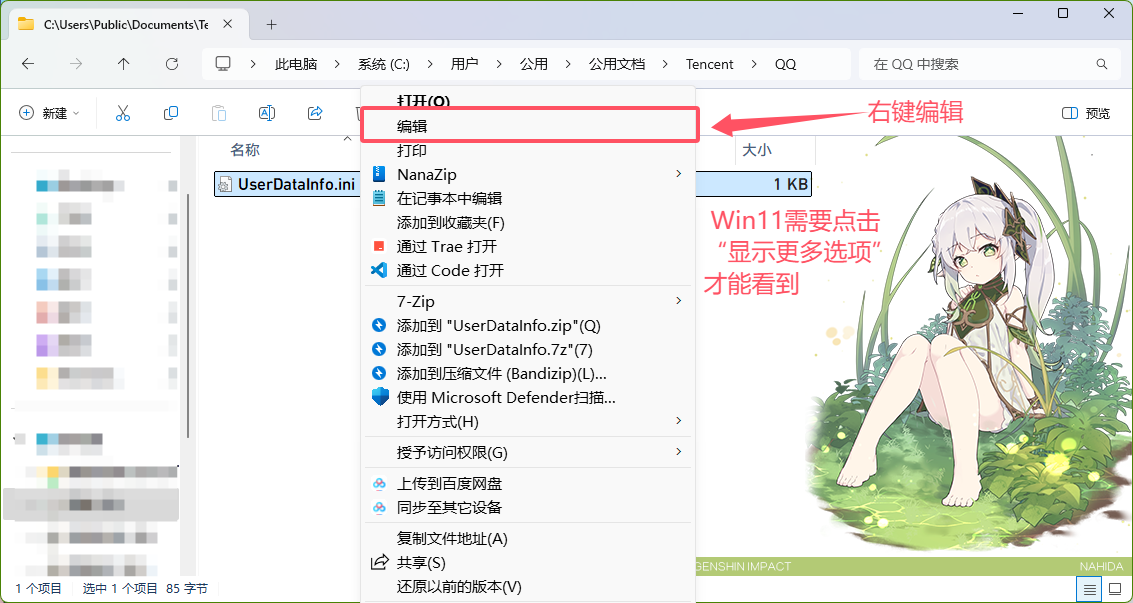 C:\Users\Public\Documents\Te
此电脑 > 系统 (C:) > 用户 > 公用 > 公用文档 > Tencent > QQ
在 QQ 中搜索
新建
预览
名称
大小
UserDataInfo.ini
1 KB
打开(O)
编辑
右键编辑
打印
NanaZip
在记事本中编辑
添加到收藏夹(F)
通过 Trae 打开
通过 Code 打开
Win11需要点击
“显示更多选项”
才能看到
7-Zip
添加到 "UserDataInfo.zip"(Q)
添加到 "UserDataInfo.7z"(7)
添加到压缩文件 (Bandizip)(L)...
使用 Microsoft Defender扫描...
打开方式(H)
授予访问权限(G)
上传到百度网盘
同步至其它设备
复制文件地址(A)
共享(S)
还原以前的版本(V)
GENSHIN IMPACT
NAHIDA
1 个项目
选中 1 个项目
85 字节